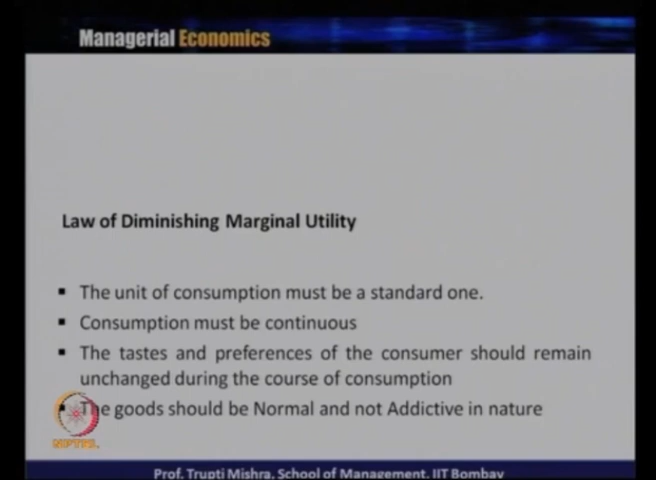 Managerial Economics
Law of Diminishing Marginal Utility
▪ The unit of consumption must be a standard one.
▪ Consumption must be continuous
▪ The tastes and preferences of the consumer should remain
unchanged during the course of consumption
▪ The goods should be Normal and not Addictive in nature
NPTEL
Prof. Trupti Mishra, School of Management, IIT Bombay